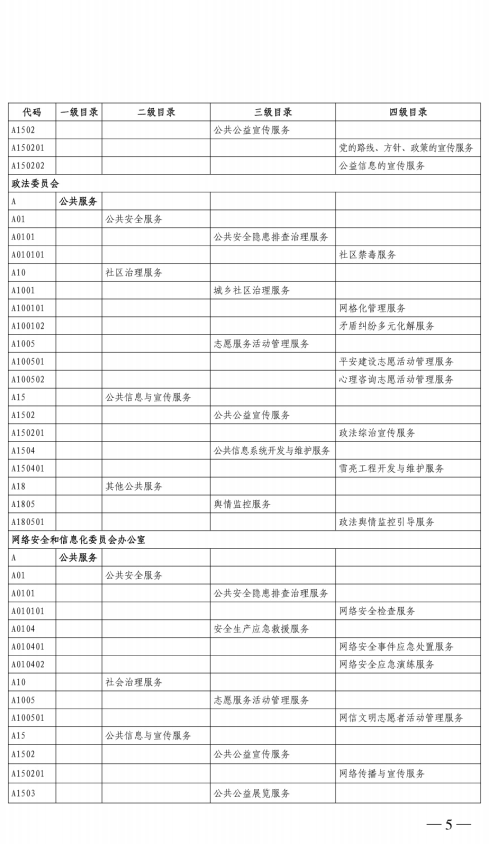 代码 一级目录 二级目录 三级目录 四级目录
A1502 公共公益宣传服务
A150201 党的路线、方针、政策的宣传服务
A150202 公益信息的宣传服务
政法委员会
A 公共服务
A01 公共安全服务
A0101 公共安全隐患排查治理服务
A010101 社区禁毒服务
A10 社区治理服务
A1001 城乡社区治理服务
A100101 网格化管理服务
A100102 矛盾纠纷多元化解服务
A1005 志愿服务活动管理服务
A100501 平安建设志愿活动管理服务
A100502 心理咨询志愿活动管理服务
A15 公共信息与宣传服务
A1502 公共公益宣传服务
A150201 政法综治宣传服务
A1504 公共信息系统开发与维护服务
A150401 雪亮工程开发与维护服务
A18 其他公共服务
A1805 舆情监控服务
A180501 政法舆情监控引导服务
网络安全和信息化委员会办公室
A 公共服务
A01 公共安全服务
A0101 公共安全隐患排查治理服务
A010101 网络安全检查服务
A0104 安全生产应急救援服务
A010401 网络安全事件应急处置服务
A010402 网络安全应急演练服务
A10 社会治理服务
A1005 志愿服务活动管理服务
A100501 网信文明志愿者活动管理服务
A15 公共信息与宣传服务
A1502 公共公益宣传服务
A150201 网络传播与宣传服务
A1503 公共公益展览服务
— 5 —